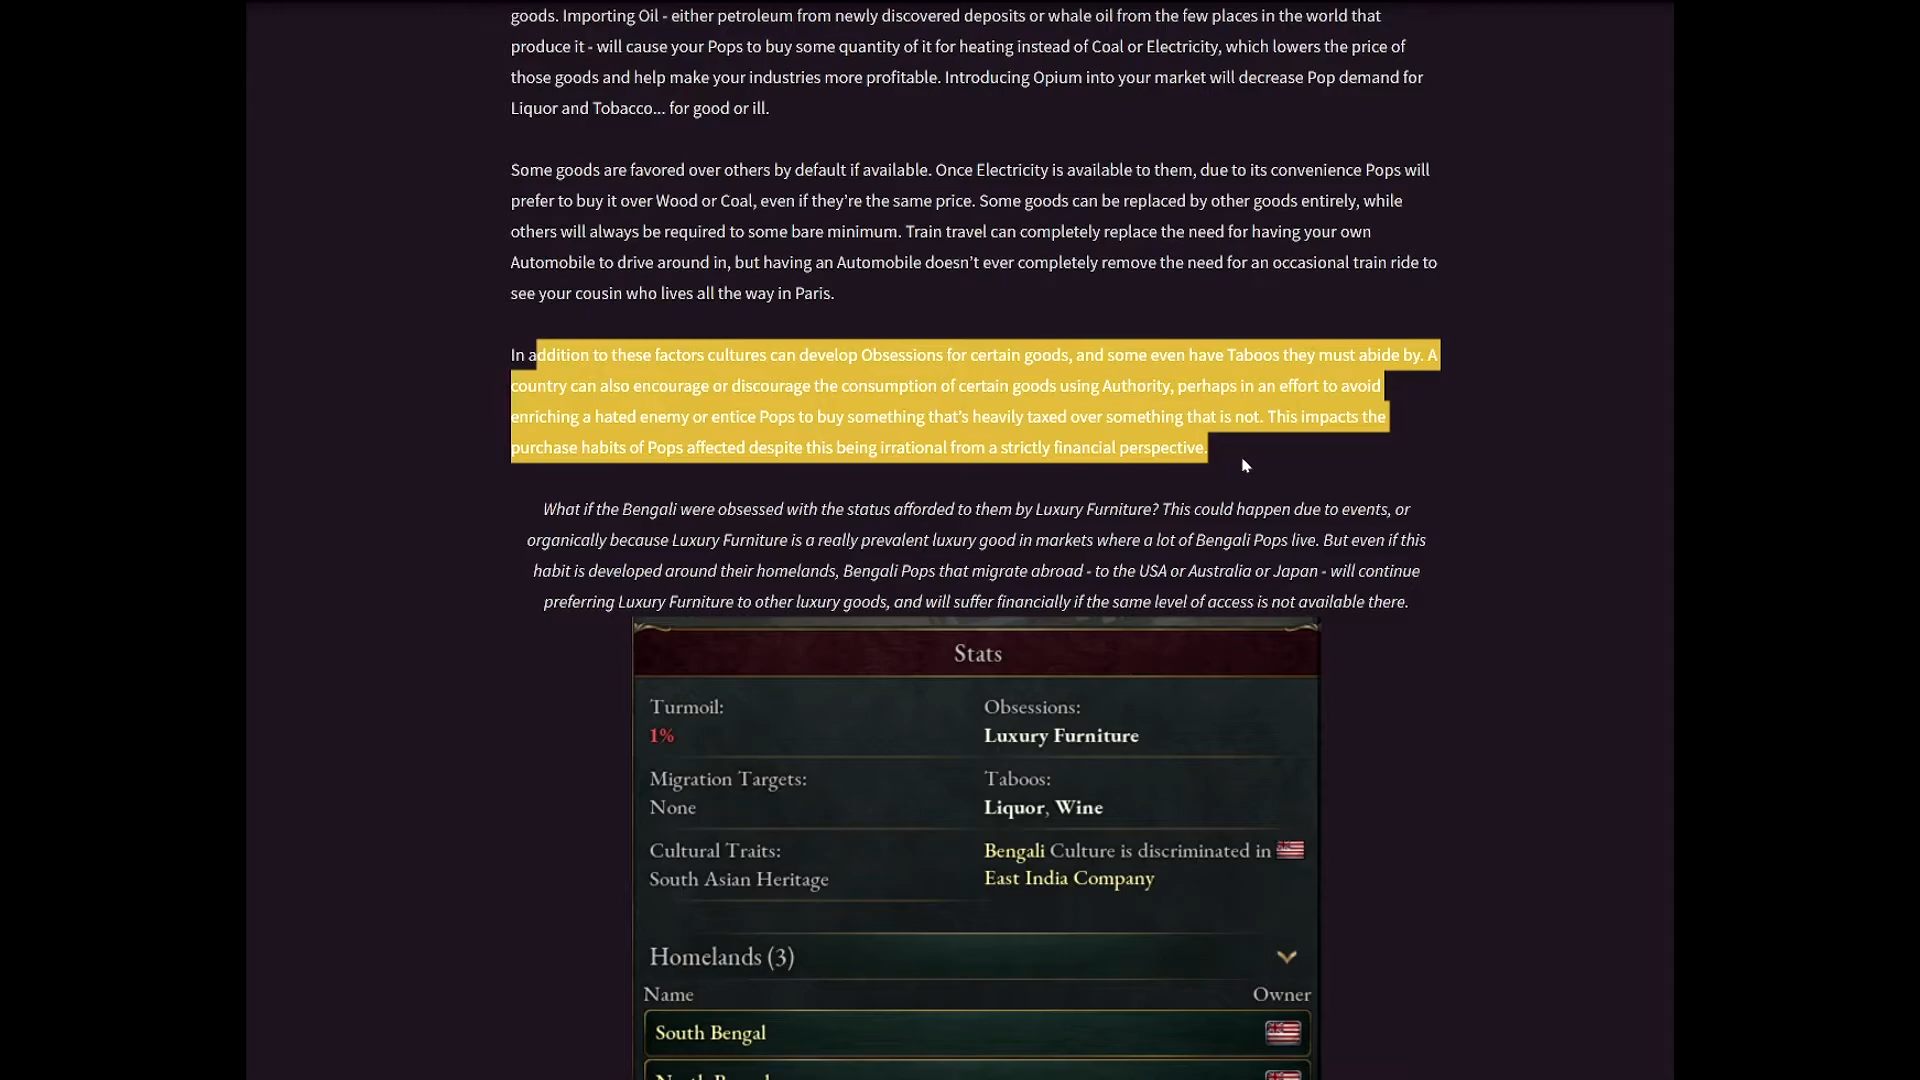 goods. Importing Oil - either petroleum from newly discovered deposits or whale oil from the few places in the world that
produce it - will cause your Pops to buy some quantity of it for heating instead of Coal or Electricity, which lowers the price of
those goods and help make your industries more profitable. Introducing Opium into your market will decrease Pop demand for
Liquor and Tobacco... for good or ill.
Some goods are favored over others by default if available. Once Electricity is available to them, due to its convenience Pops will
prefer to buy it over Wood or Coal, even if they’re the same price. Some goods can be replaced by other goods entirely, while
others will always be required to some bare minimum. Train travel can completely replace the need for having your own
Automobile to drive around in, but having an Automobile doesn’t ever completely remove the need for an occasional train ride to
see your cousin who lives all the way in Paris.
In addition to these factors cultures can develop Obsessions for certain goods, and some even have Taboos they must abide by. A
country can also encourage or discourage the consumption of certain goods using Authority, perhaps in an effort to avoid
enriching a hated enemy or entice Pops to buy something that’s heavily taxed over something that is not. This impacts the
purchase habits of Pops affected despite this being irrational from a strictly financial perspective.
What if the Bengali were obsessed with the status afforded to them by Luxury Furniture? This could happen due to events, or
organically because Luxury Furniture is a really prevalent luxury good in markets where a lot of Bengali Pops live. But even if this
habit is developed around their homelands, Bengali Pops that migrate abroad - to the USA or Australia or Japan - will continue
preferring Luxury Furniture to other luxury goods, and will suffer financially if the same level of access is not available there.
Stats
Turmoil:
1%
Obsessions:
Luxury Furniture
Migration Targets:
None
Taboos:
Liquor, Wine
Cultural Traits:
South Asian Heritage
Bengali Culture is discriminated in
East India Company
Homelands (3)
Name Owner
South Bengal